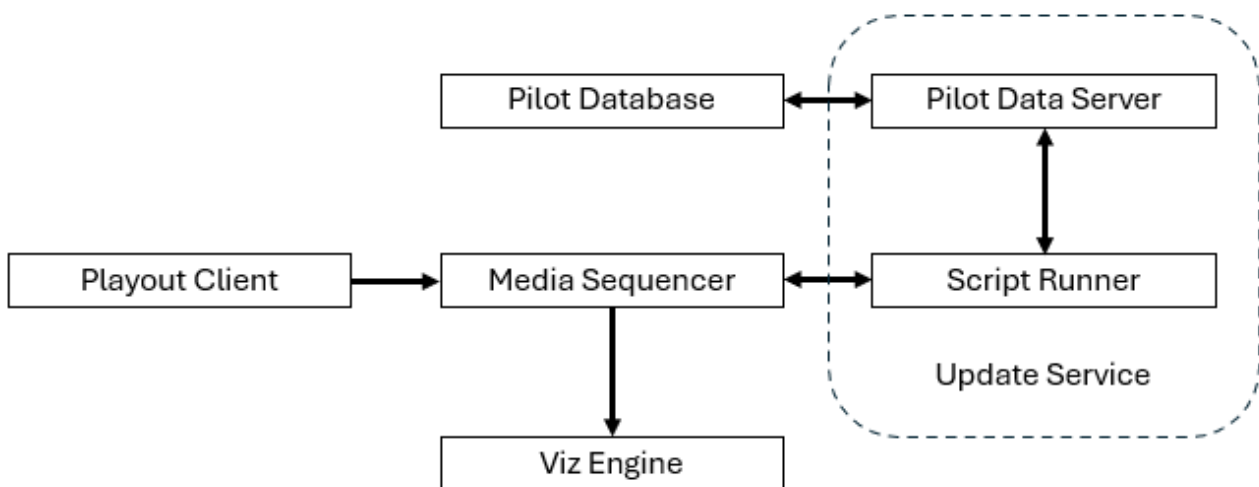 Pilot Database
Pilot Data Server
Playout Client
Media Sequencer
Script Runner
Update Service
Viz Engine